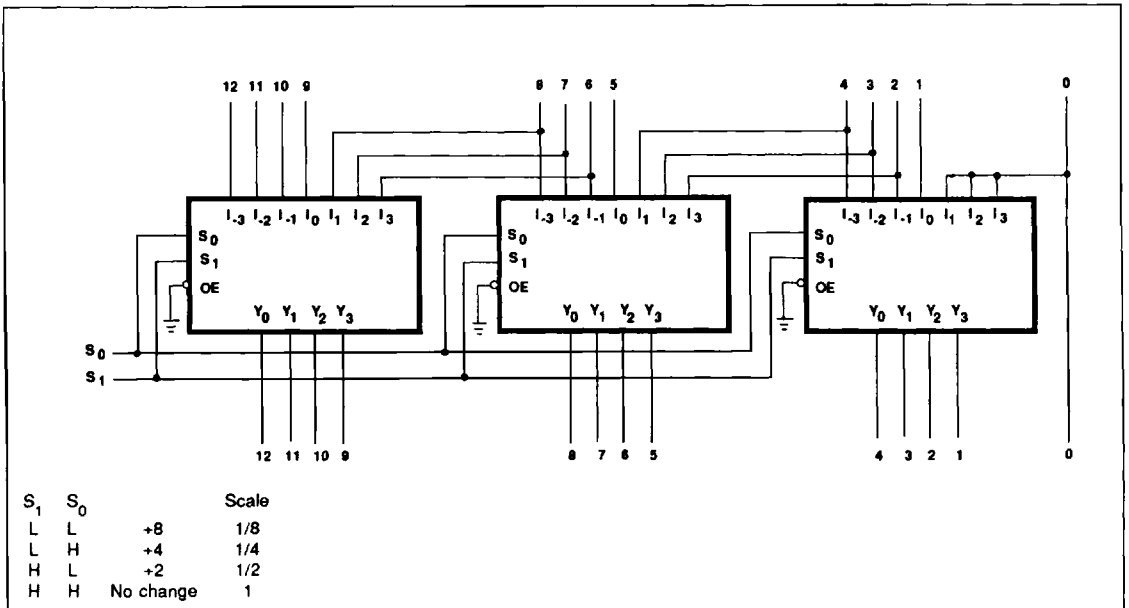 12 11 10 9 8 7 6 5 4 3 2 1 0
I-3 I-2 I-1 I0 I1 I2 I3 I-3 I-2 I-1 I0 I1 I2 I3 I-3 I-2 I-1 I0 I1 I2 I3
S0 S0 S0
S1 S1 S1
OE OE OE
Y0 Y1 Y2 Y3 Y0 Y1 Y2 Y3 Y0 Y1 Y2 Y3
S0
S1
12 11 10 9 8 7 6 5 4 3 2 1 0
S1 S0 Scale
L L +8 1/8
L H +4 1/4
H L +2 1/2
H H No change 1